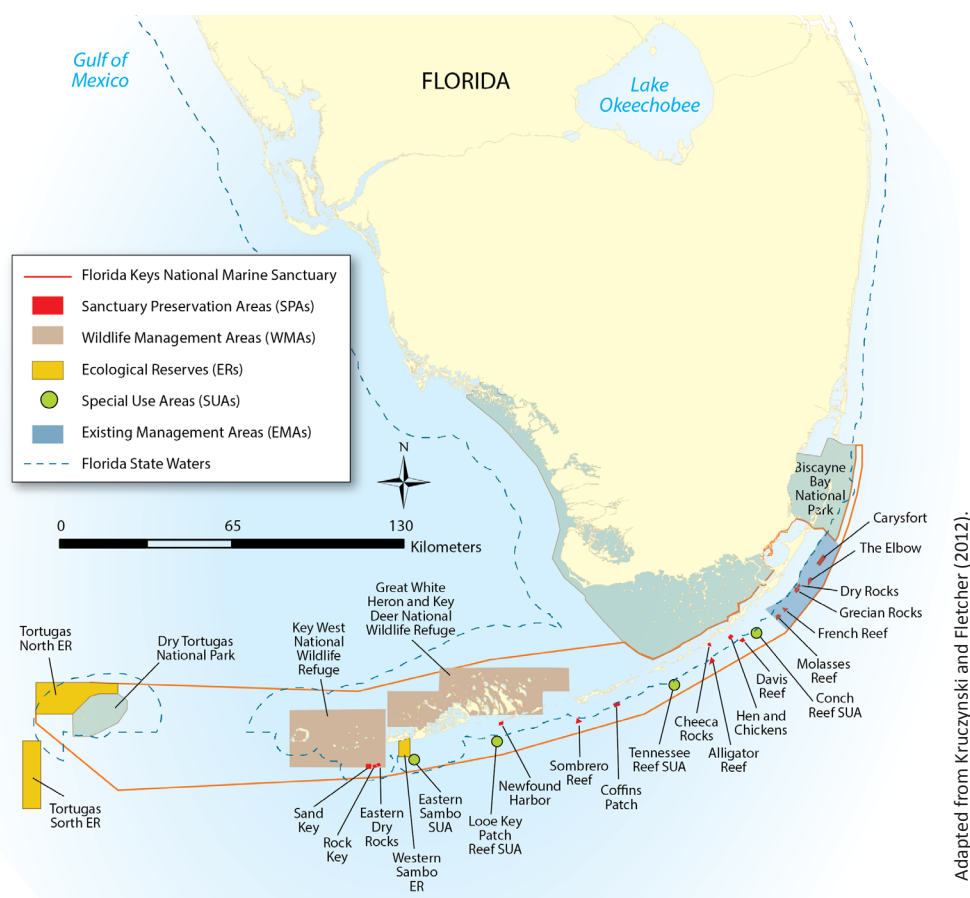 Gulf of
Mexico
FLORIDA
Lake
Okeechobee
Florida Keys National Marine Sanctuary
Sanctuary Preservation Areas (SPAs)
Wildlife Management Areas (WMAs)
Ecological Reserves (ERs)
Special Use Areas (SUAs)
Existing Management Areas (EMAs)
Florida State Waters
N
0 65 130
Kilometers
Biscayne
Bay
National
Park
Carysfort
The Elbow
Dry Rocks
Grecian Rocks
French Reef
Molasses
Reef
Conch
Reef SUA
Davis
Reef
Hen and
Chickens
Alligator
Reef
Cheeca
Rocks
Tennessee
Reef SUA
Coffins
Patch
Sombrero
Reef
Newfound
Harbor
Looe Key
Patch
Reef SUA
Eastern
Sambo
SUA
Western
Sambo
ER
Eastern
Dry
Rocks
Rock
Key
Sand
Key
Great White
Heron and Key
Deer National
Wildlife Refuge
Key West
National
Wildlife
Refuge
Dry Tortugas
National Park
Tortugas
North ER
Tortugas
Sorth ER
Adapted from Kruczynski and Fletcher (2012).